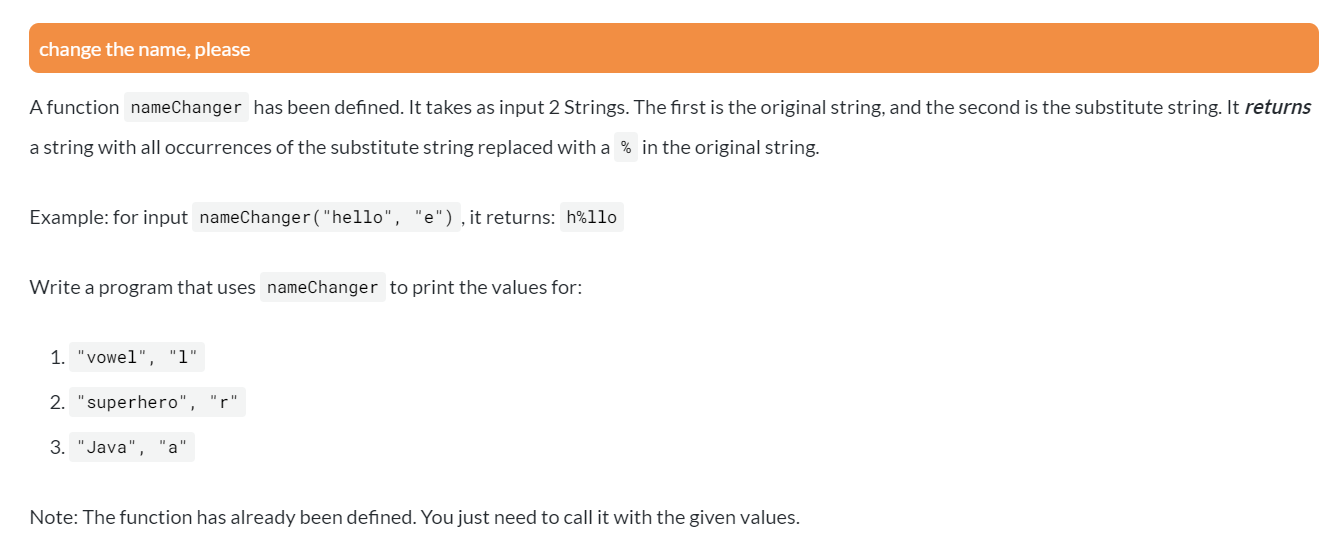 change the name, please
A function nameChanger has been defined. It takes as input 2 Strings. The first is the original string, and the second is the substitute string. It returns
a string with all occurrences of the substitute string replaced with a % in the original string.
Example: for input nameChanger("hello", "e") , it returns: h%llo
Write a program that uses nameChanger to print the values for:
1. "vowel", "l"
2. "superhero", "r"
3. "Java", "a"
Note: The function has already been defined. You just need to call it with the given values.